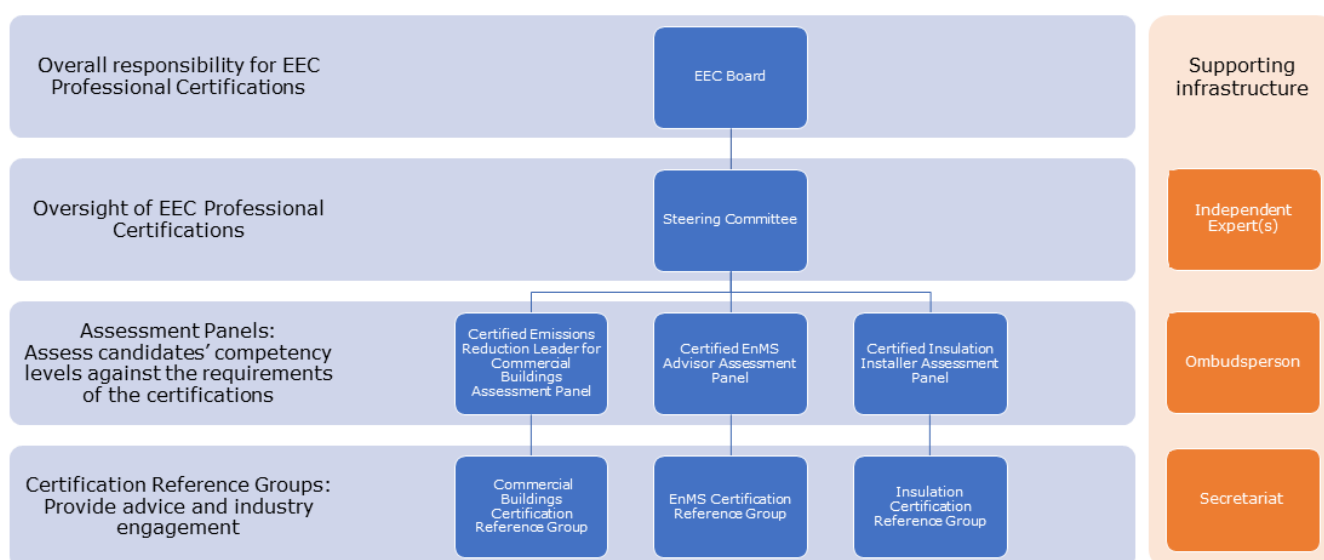 Overall responsibility for EEC
Professional Certifications
EEC Board
Supporting
infrastructure
Oversight of EEC Professional
Certifications
Steering Committee
Independent
Expert(s)
Assessment Panels:
Assess candidates’ competency
levels against the requirements
of the certifications
Certified Emissions
Reduction Leader for
Commercial
Buildings
Assessment Panel
Certified EnMS
Advisor Assessment
Panel
Certified Insulation
Installer Assessment
Panel
Ombudsperson
Certification Reference Groups:
Provide advice and industry
engagement
Commercial
Buildings
Certification
Reference Group
EnMS Certification
Reference Group
Insulation
Certification
Reference Group
Secretariat